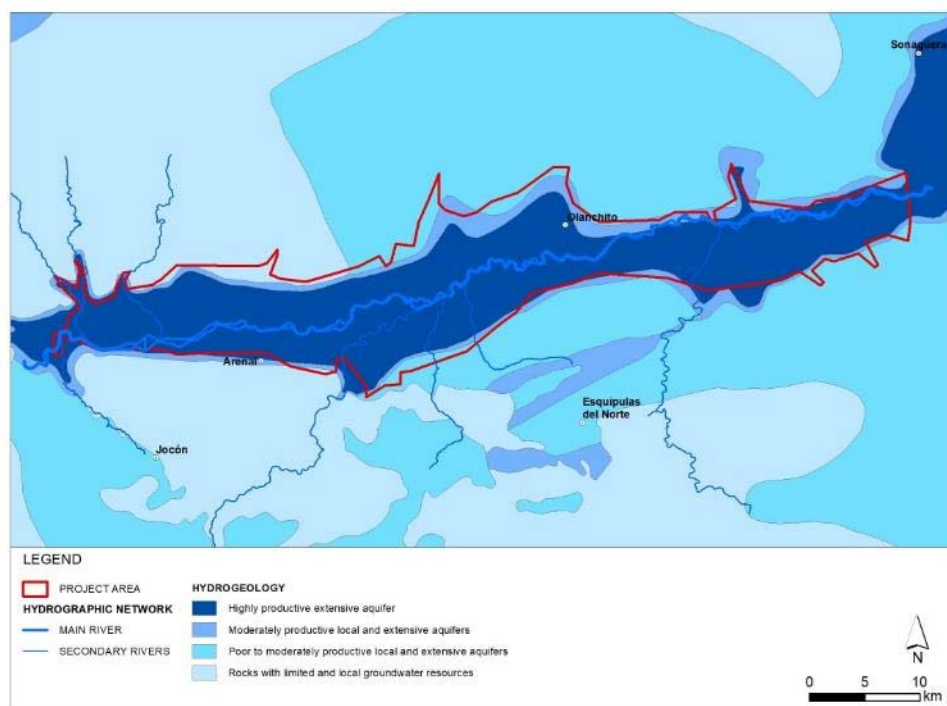 Sonaguera
Olanchito
Arenal
Esquipulas
del Norte
Jocón
LEGEND
PROJECT AREA
HYDROGRAPHIC NETWORK
MAIN RIVER
SECONDARY RIVERS
HYDROGEOLOGY
Highly productive extensive aquifer
Moderately productive local and extensive aquifers
Poor to moderately productive local and extensive aquifers
Rocks with limited and local groundwater resources
N
0 5 10
km